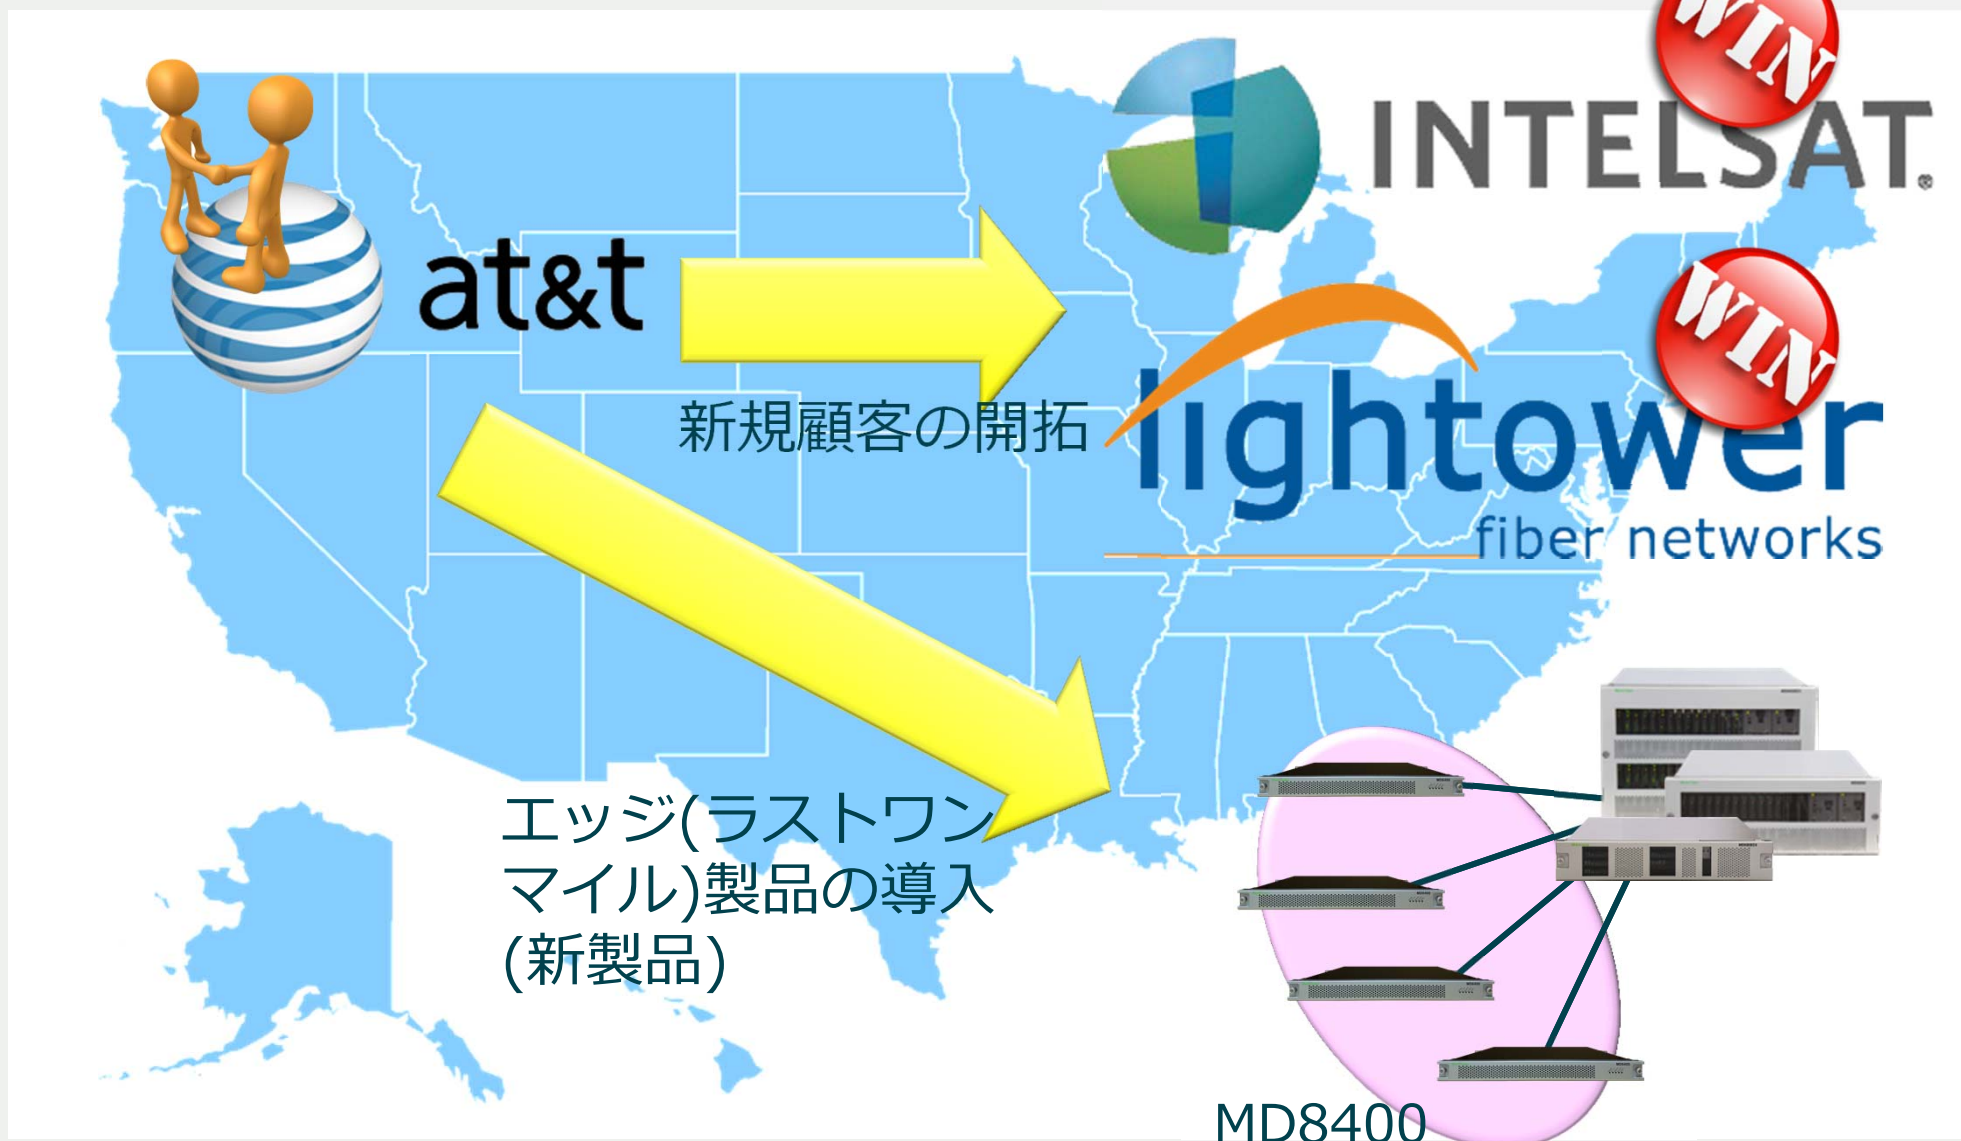 WIN
INTELSAT®
at&t
WIN
新規顧客の開拓
lightower
fiber networks
エッジ(ラストワン
マイル)製品の導入
(新製品)
MD8400